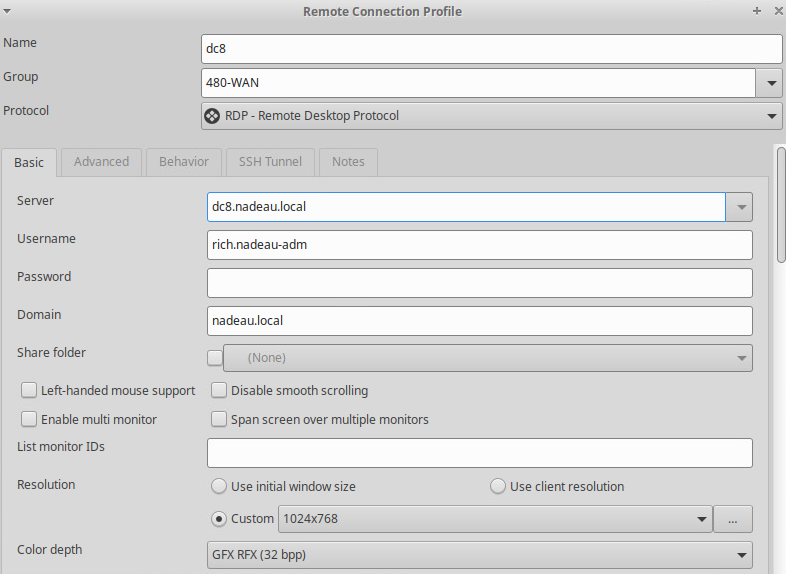 Remote Connection Profile
Name
dc8
Group
480-WAN
Protocol
RDP - Remote Desktop Protocol
Basic
Advanced
Behavior
SSH Tunnel
Notes
Server
dc8.nadeau.local
Username
rich.nadeau-adm
Password
Domain
nadeau.local
Share folder
(None)
Left-handed mouse support
Disable smooth scrolling
Enable multi monitor
Span screen over multiple monitors
List monitor IDs
Resolution
Use initial window size
Use client resolution
Custom
1024x768
...
Color depth
GFX RFX (32 bpp)